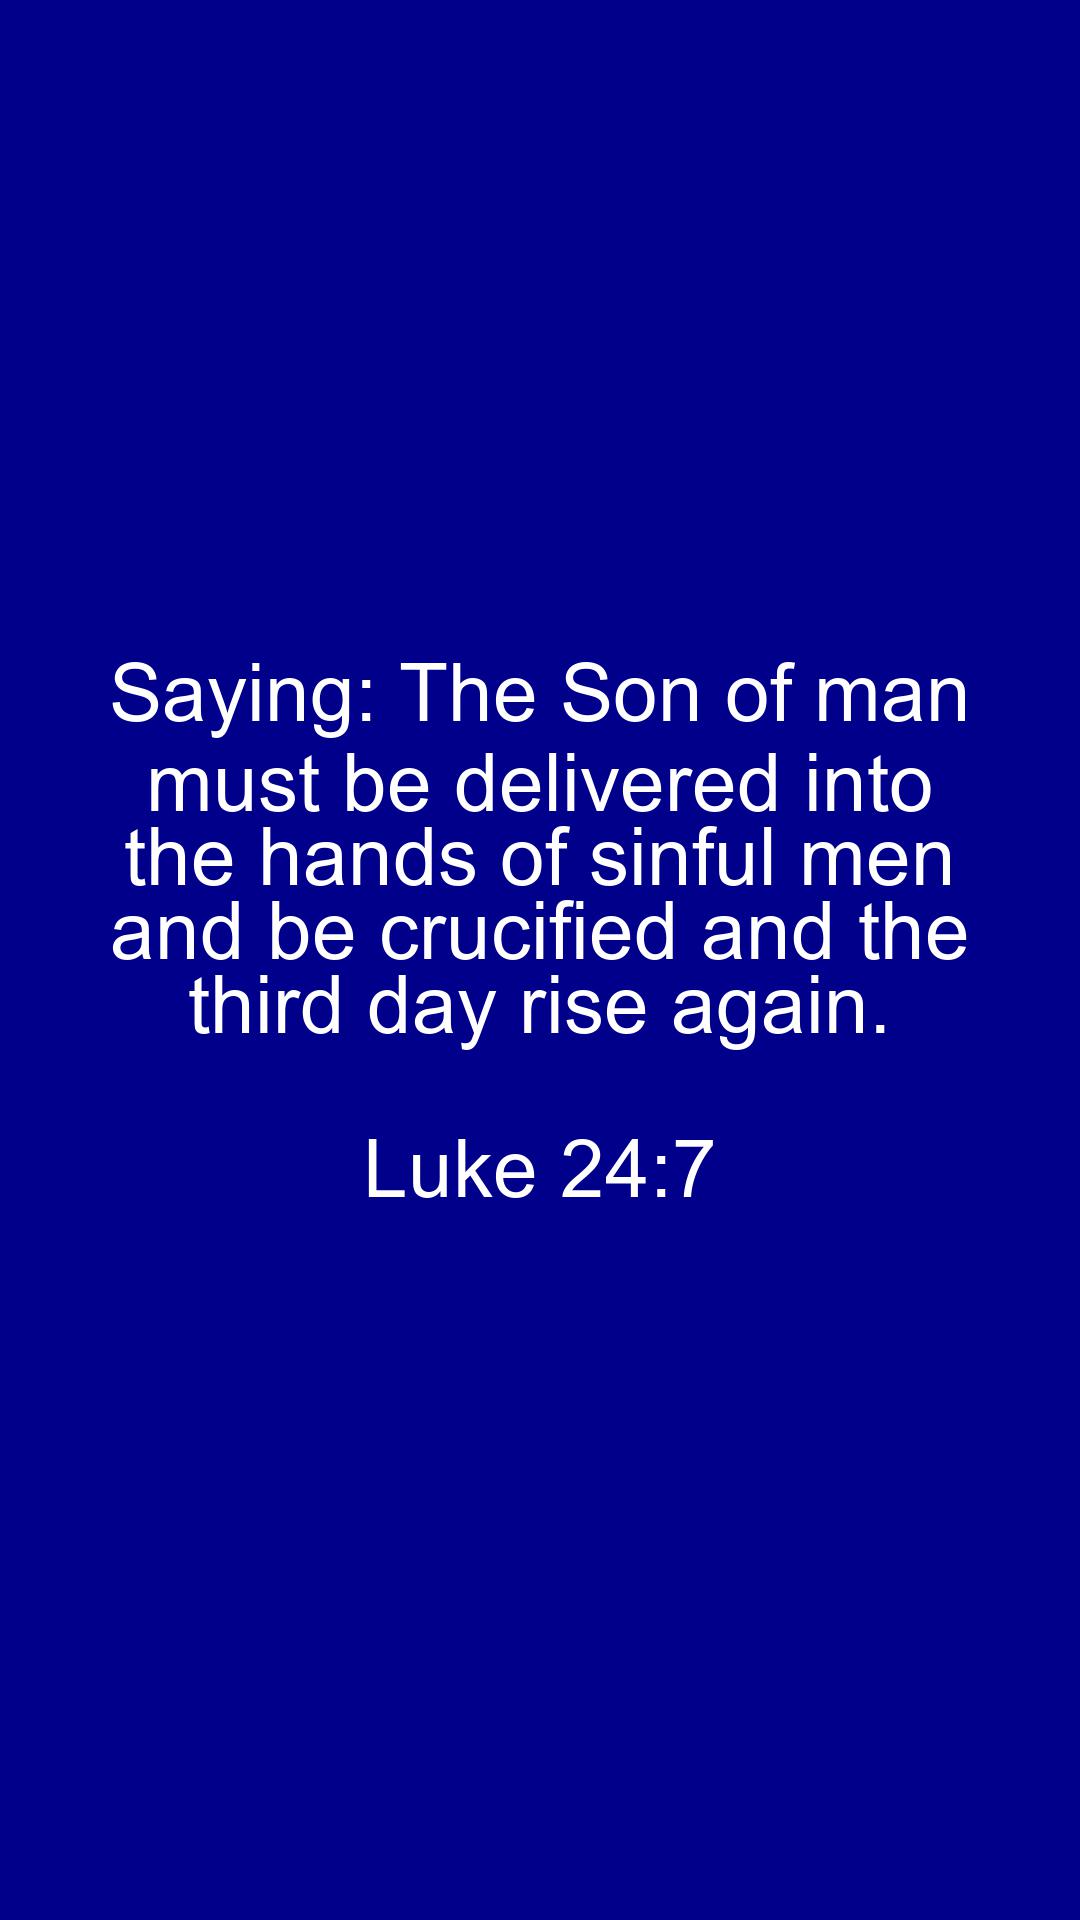 Saying: The Son of man
must be delivered into
the hands of sinful men
and be crucified and the
third day rise again.
Luke 24:7